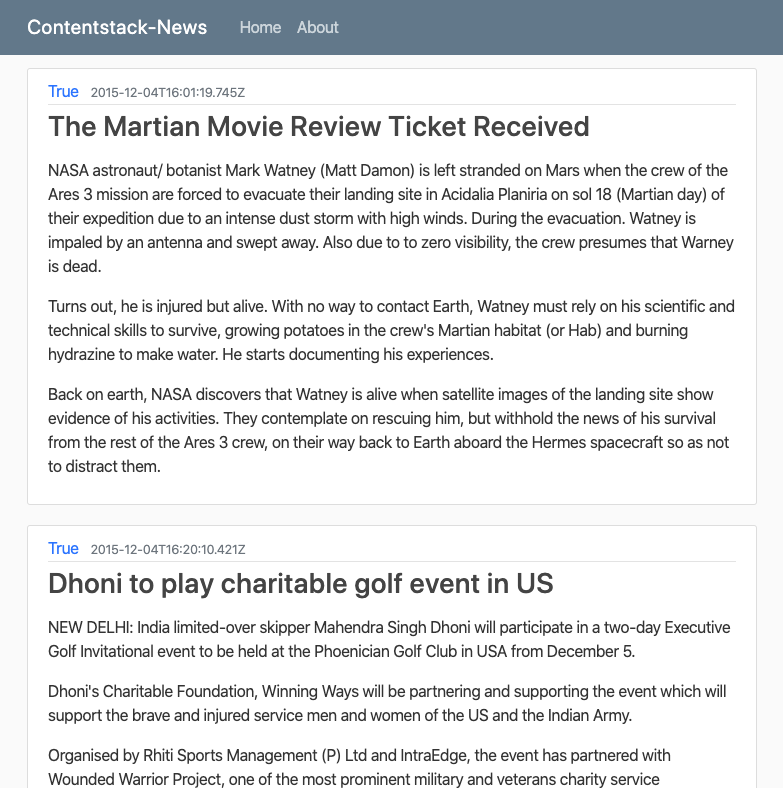 Contentstack-News Home About
True 2015-12-04T16:01:19.745Z
The Martian Movie Review Ticket Received
NASA astronaut/ botanist Mark Watney (Matt Damon) is left stranded on Mars when the crew of the
Ares 3 mission are forced to evacuate their landing site in Acidalia Planiria on sol 18 (Martian day) of
their expedition due to an intense dust storm with high winds. During the evacuation. Watney is
impaled by an antenna and swept away. Also due to to zero visibility, the crew presumes that Warney
is dead.
Turns out, he is injured but alive. With no way to contact Earth, Watney must rely on his scientific and
technical skills to survive, growing potatoes in the crew's Martian habitat (or Hab) and burning
hydrazine to make water. He starts documenting his experiences.
Back on earth, NASA discovers that Watney is alive when satellite images of the landing site show
evidence of his activities. They contemplate on rescuing him, but withhold the news of his survival
from the rest of the Ares 3 crew, on their way back to Earth aboard the Hermes spacecraft so as not
to distract them.
True 2015-12-04T16:20:10.421Z
Dhoni to play charitable golf event in US
NEW DELHI: India limited-over skipper Mahendra Singh Dhoni will participate in a two-day Executive
Golf Invitational event to be held at the Phoenician Golf Club in USA from December 5.
Dhoni's Charitable Foundation, Winning Ways will be partnering and supporting the event which will
support the brave and injured service men and women of the US and the Indian Army.
Organised by Rhiti Sports Management (P) Ltd and IntraEdge, the event has partnered with
Wounded Warrior Project, one of the most prominent military and veterans charity service